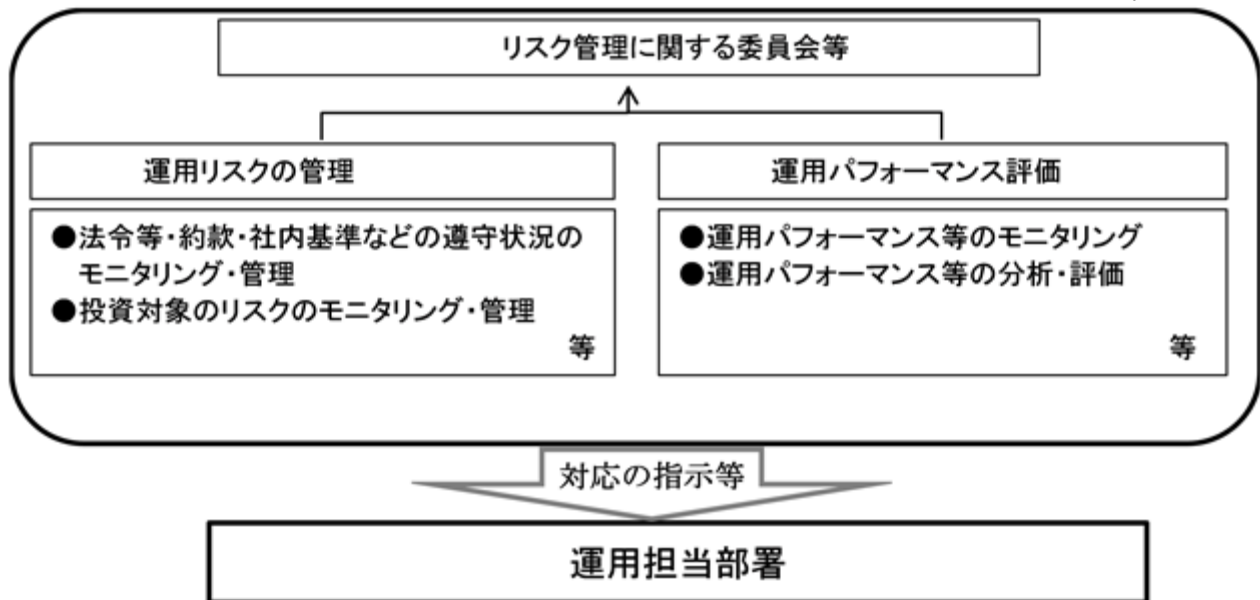 リスク管理に関する委員会等
運用リスクの管理
●法令等・約款・社内基準などの遵守状況の
モニタリング・管理
●投資対象のリスクのモニタリング・管理
等
運用パフォーマンス評価
●運用パフォーマンス等のモニタリング
●運用パフォーマンス等の分析・評価
等
対応の指示等
運用担当部署